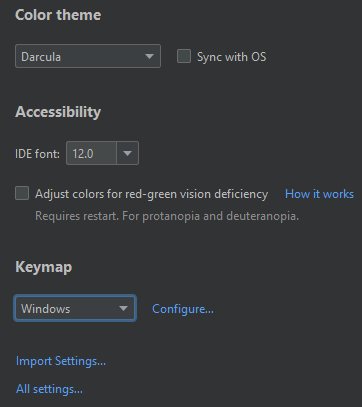 Color theme
Darcula Sync with OS
Accessibility
IDE font: 12.0
Adjust colors for red-green vision deficiency How it works
Requires restart. For protanopia and deuteranopia.
Keymap
Windows Configure...
Import Settings...
All settings...